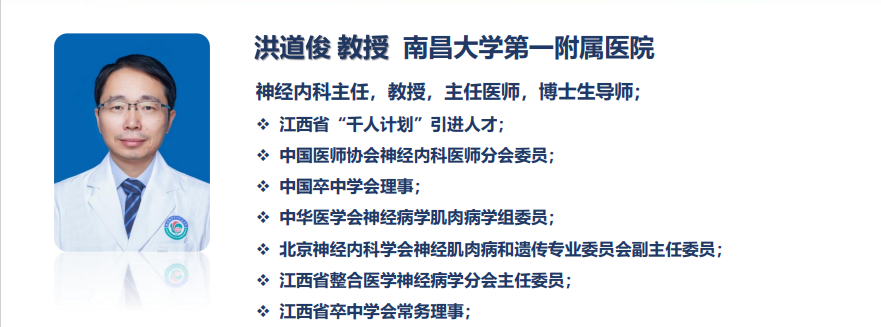 洪道俊 教授 南昌大学第一附属医院
神经内科主任，教授，主任医师，博士生导师；
❖ 江西省“千人计划”引进人才；
❖ 中国医师协会神经内科医师分会委员；
❖ 中国卒中学会理事；
❖ 中华医学会神经病学肌肉病学组委员；
❖ 北京神经内科学会神经肌肉病和遗传专业委员会副主任委员；
❖ 江西省整合医学神经病学分会主任委员；
❖ 江西省卒中学会常务理事；